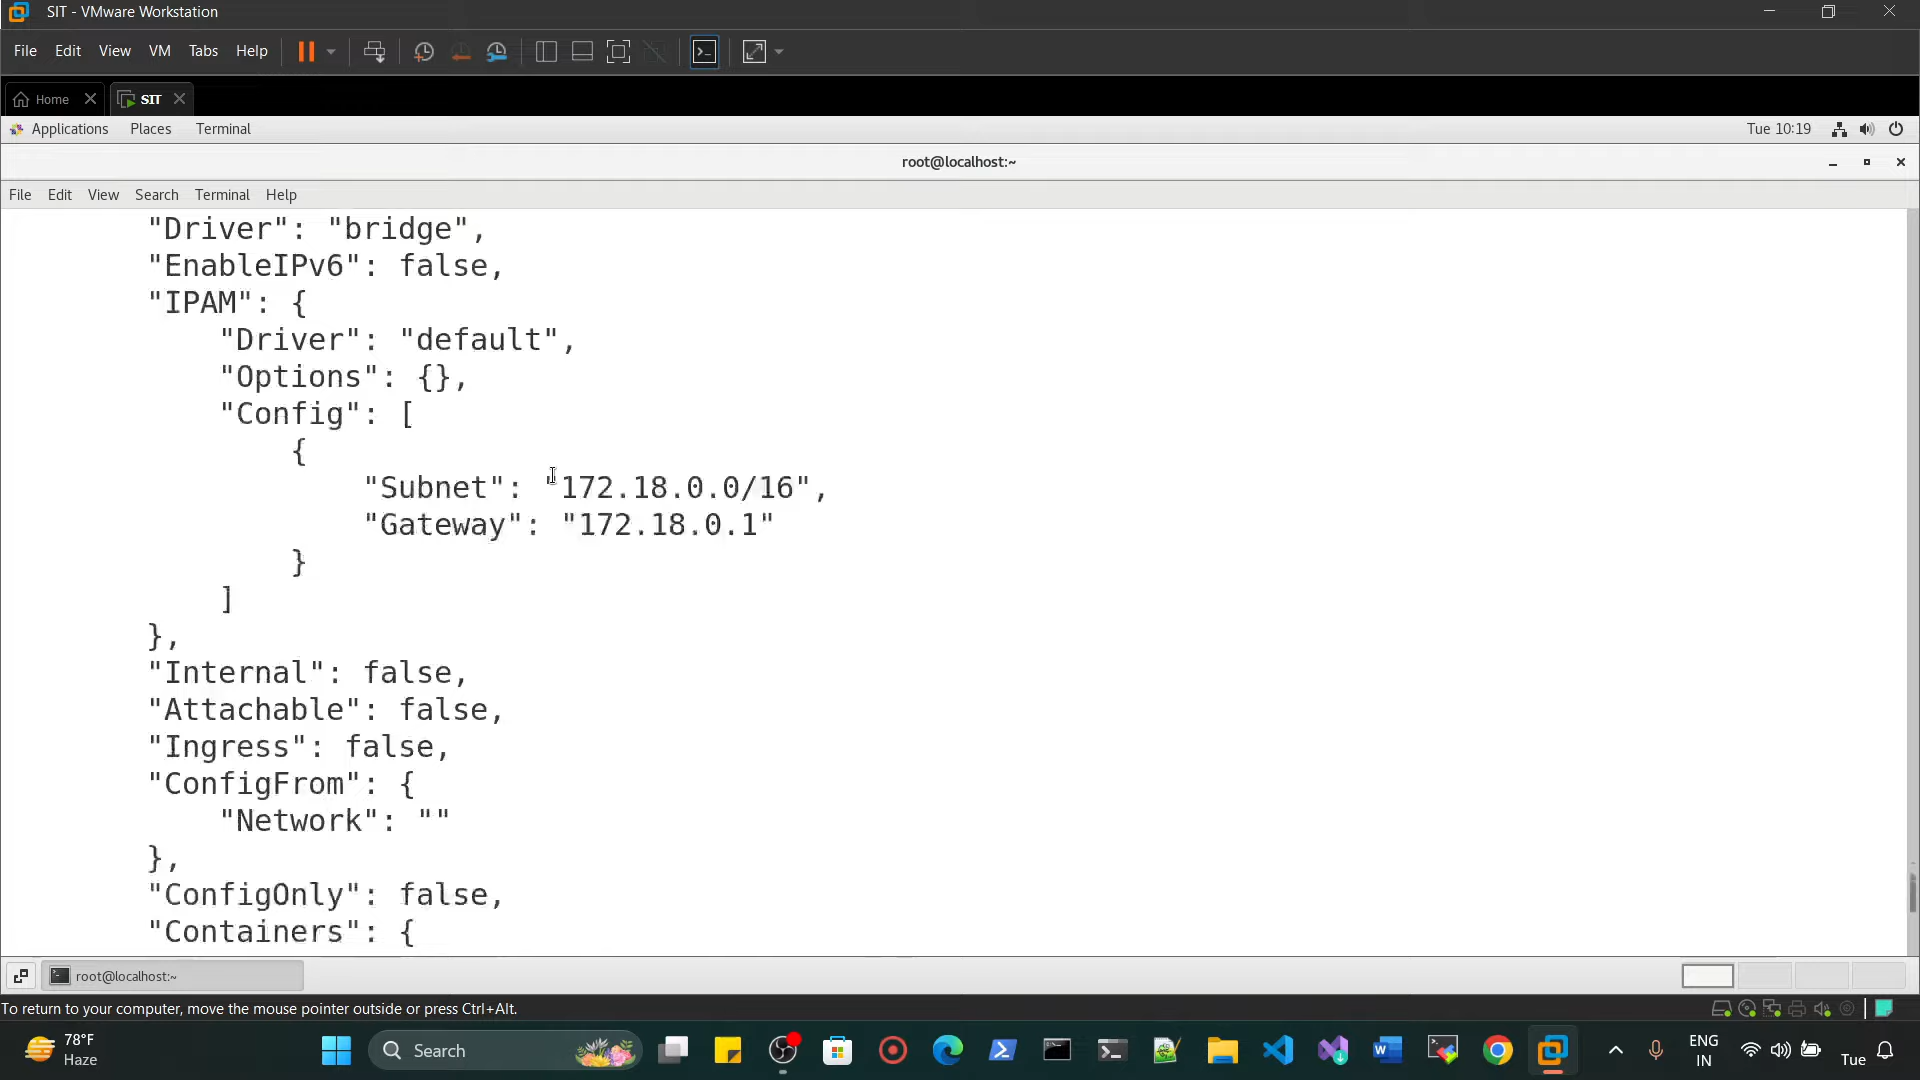 SIT - VMware Workstation
File Edit View VM Tabs Help
Home SIT
Applications Places Terminal Tue 10:19
root@localhost:~
File Edit View Search Terminal Help
"Driver": "bridge",
"EnableIPv6": false,
"IPAM": {
"Driver": "default",
"Options": {},
"Config": [
{
"Subnet": "172.18.0.0/16",
"Gateway": "172.18.0.1"
}
]
},
"Internal": false,
"Attachable": false,
"Ingress": false,
"ConfigFrom": {
"Network": ""
},
"ConfigOnly": false,
"Containers": {
root@localhost:~
To return to your computer, move the mouse pointer outside or press Ctrl+Alt.
78°F
Haze
Search
ENG
IN
Tue